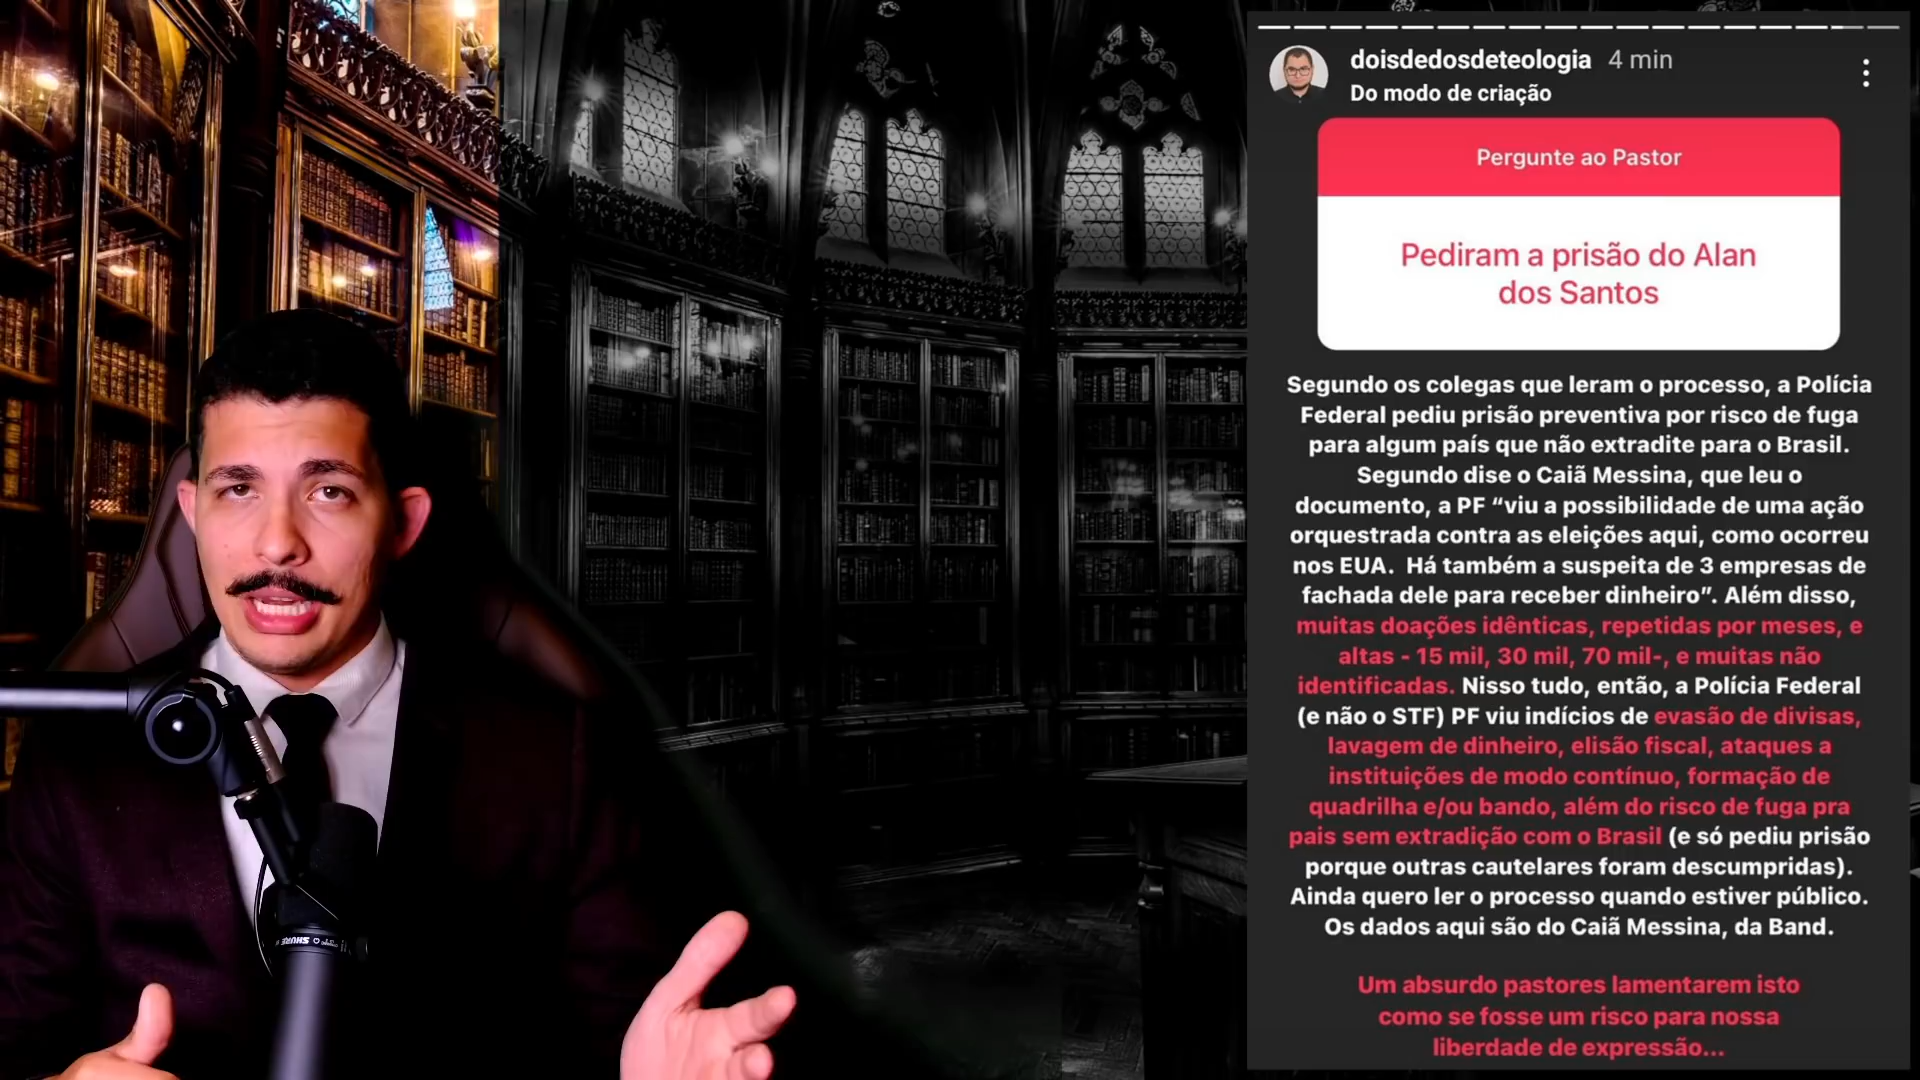 doisdedosdeteologia 4 min
Do modo de criação
Pergunte ao Pastor
Pediram a prisão do Alan
dos Santos
Segundo os colegas que leram o processo, a Polícia
Federal pediu prisão preventiva por risco de fuga
para algum país que não extradite para o Brasil.
Segundo dise o Caiã Messina, que leu o
documento, a PF “viu a possibilidade de uma ação
orquestrada contra as eleições aqui, como ocorreu
nos EUA. Há também a suspeita de 3 empresas de
fachada dele para receber dinheiro”. Além disso,
muitas doações idênticas, repetidas por meses, e
altas - 15 mil, 30 mil, 70 mil-, e muitas não
identificadas. Nisso tudo, então, a Polícia Federal
(e não o STF) PF viu indícios de evasão de divisas,
lavagem de dinheiro, elisão fiscal, ataques a
instituições de modo contínuo, formação de
quadrilha e/ou bando, além do risco de fuga pra
pais sem extradição com o Brasil (e só pediu prisão
porque outras cautelares foram descumpridas).
Ainda quero ler o processo quando estiver público.
Os dados aqui são do Caiã Messina, da Band.
Um absurdo pastores lamentarem isto
como se fosse um risco para nossa
liberdade de expressão...
SHURE